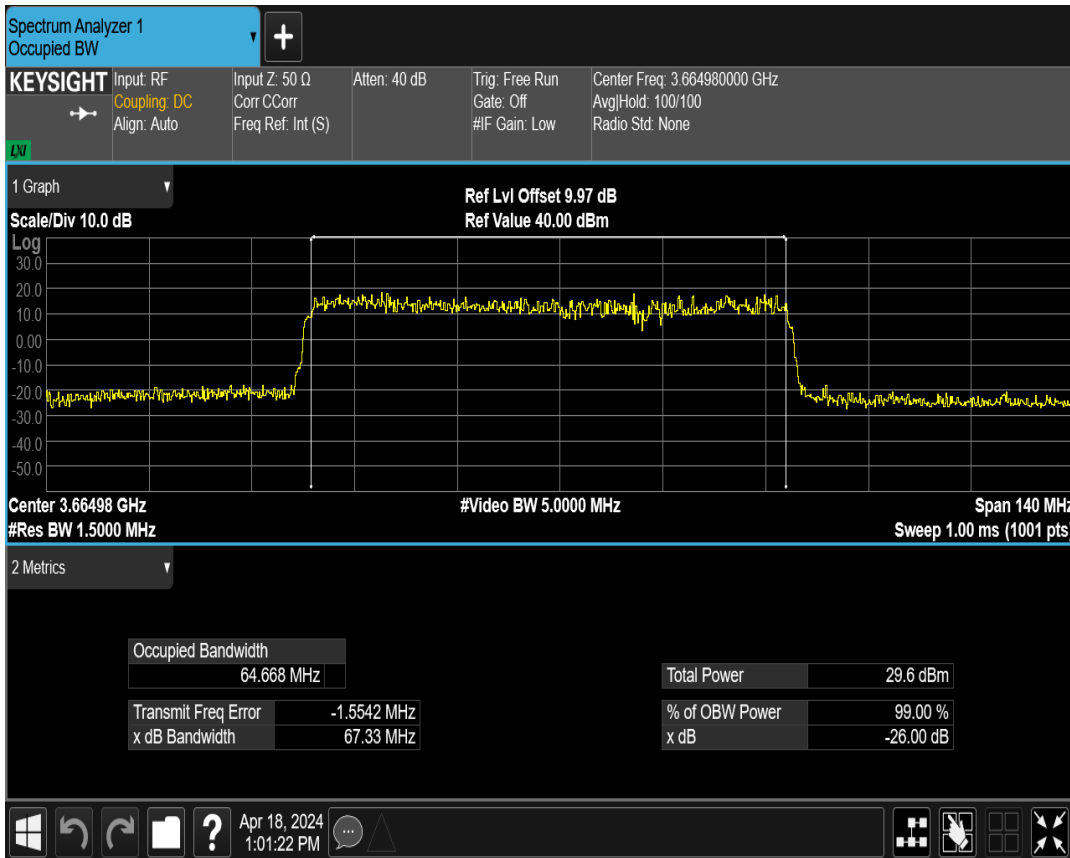 Spectrum Analyzer 1
Occupied BW
KEYSIGHT
LXI
Input: RF
Coupling: DC
Align: Auto
Input Z: 50 Ω
Corr CCorr
Freq Ref: Int (S)
Atten: 40 dB
Trig: Free Run
Gate: Off
#IF Gain: Low
Center Freq: 3.664980000 GHz
Avg|Hold: 100/100
Radio Std: None
1 Graph
Scale/Div 10.0 dB
Ref Lvl Offset 9.97 dB
Ref Value 40.00 dBm
Log
30.0
20.0
10.0
0.00
-10.0
-20.0
-30.0
-40.0
-50.0
Center 3.66498 GHz
#Video BW 5.0000 MHz
Span 140 MHz
#Res BW 1.5000 MHz
Sweep 1.00 ms (1001 pts)
2 Metrics
Occupied Bandwidth
64.668 MHz
Transmit Freq Error -1.5542 MHz
x dB Bandwidth 67.33 MHz
Total Power 29.6 dBm
% of OBW Power 99.00 %
x dB -26.00 dB
?
Apr 18, 2024
1:01:22 PM